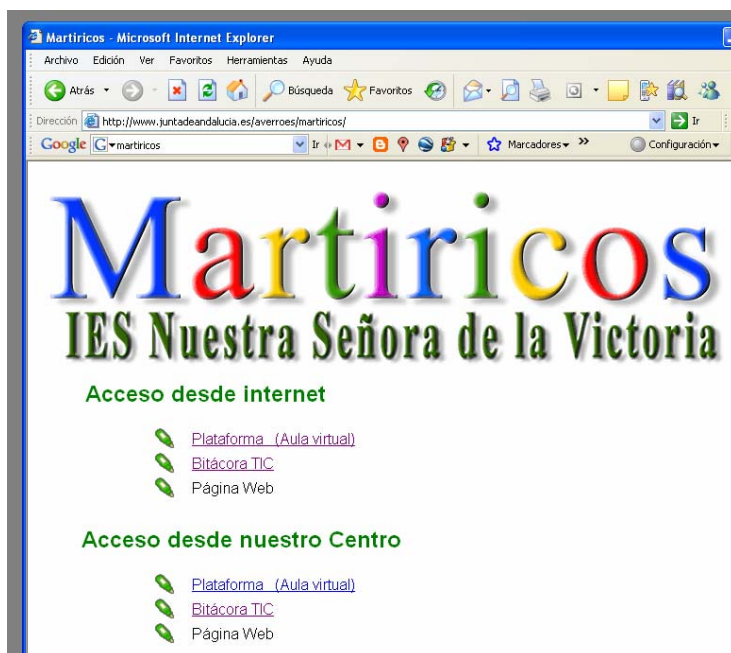 Martiricos - Microsoft Internet Explorer
Archivo Edición Ver Favoritos Herramientas Ayuda
Atrás Búsqueda Favoritos
Dirección http://www.juntadeandalucia.es/averroes/martiricos/ Ir
Google G martiricos Ir Marcadores » Configuración
Martiricos
IES Nuestra Señora de la Victoria
Acceso desde internet
Plataforma (Aula virtual)
Bitácora TIC
Página Web
Acceso desde nuestro Centro
Plataforma (Aula virtual)
Bitácora TIC
Página Web